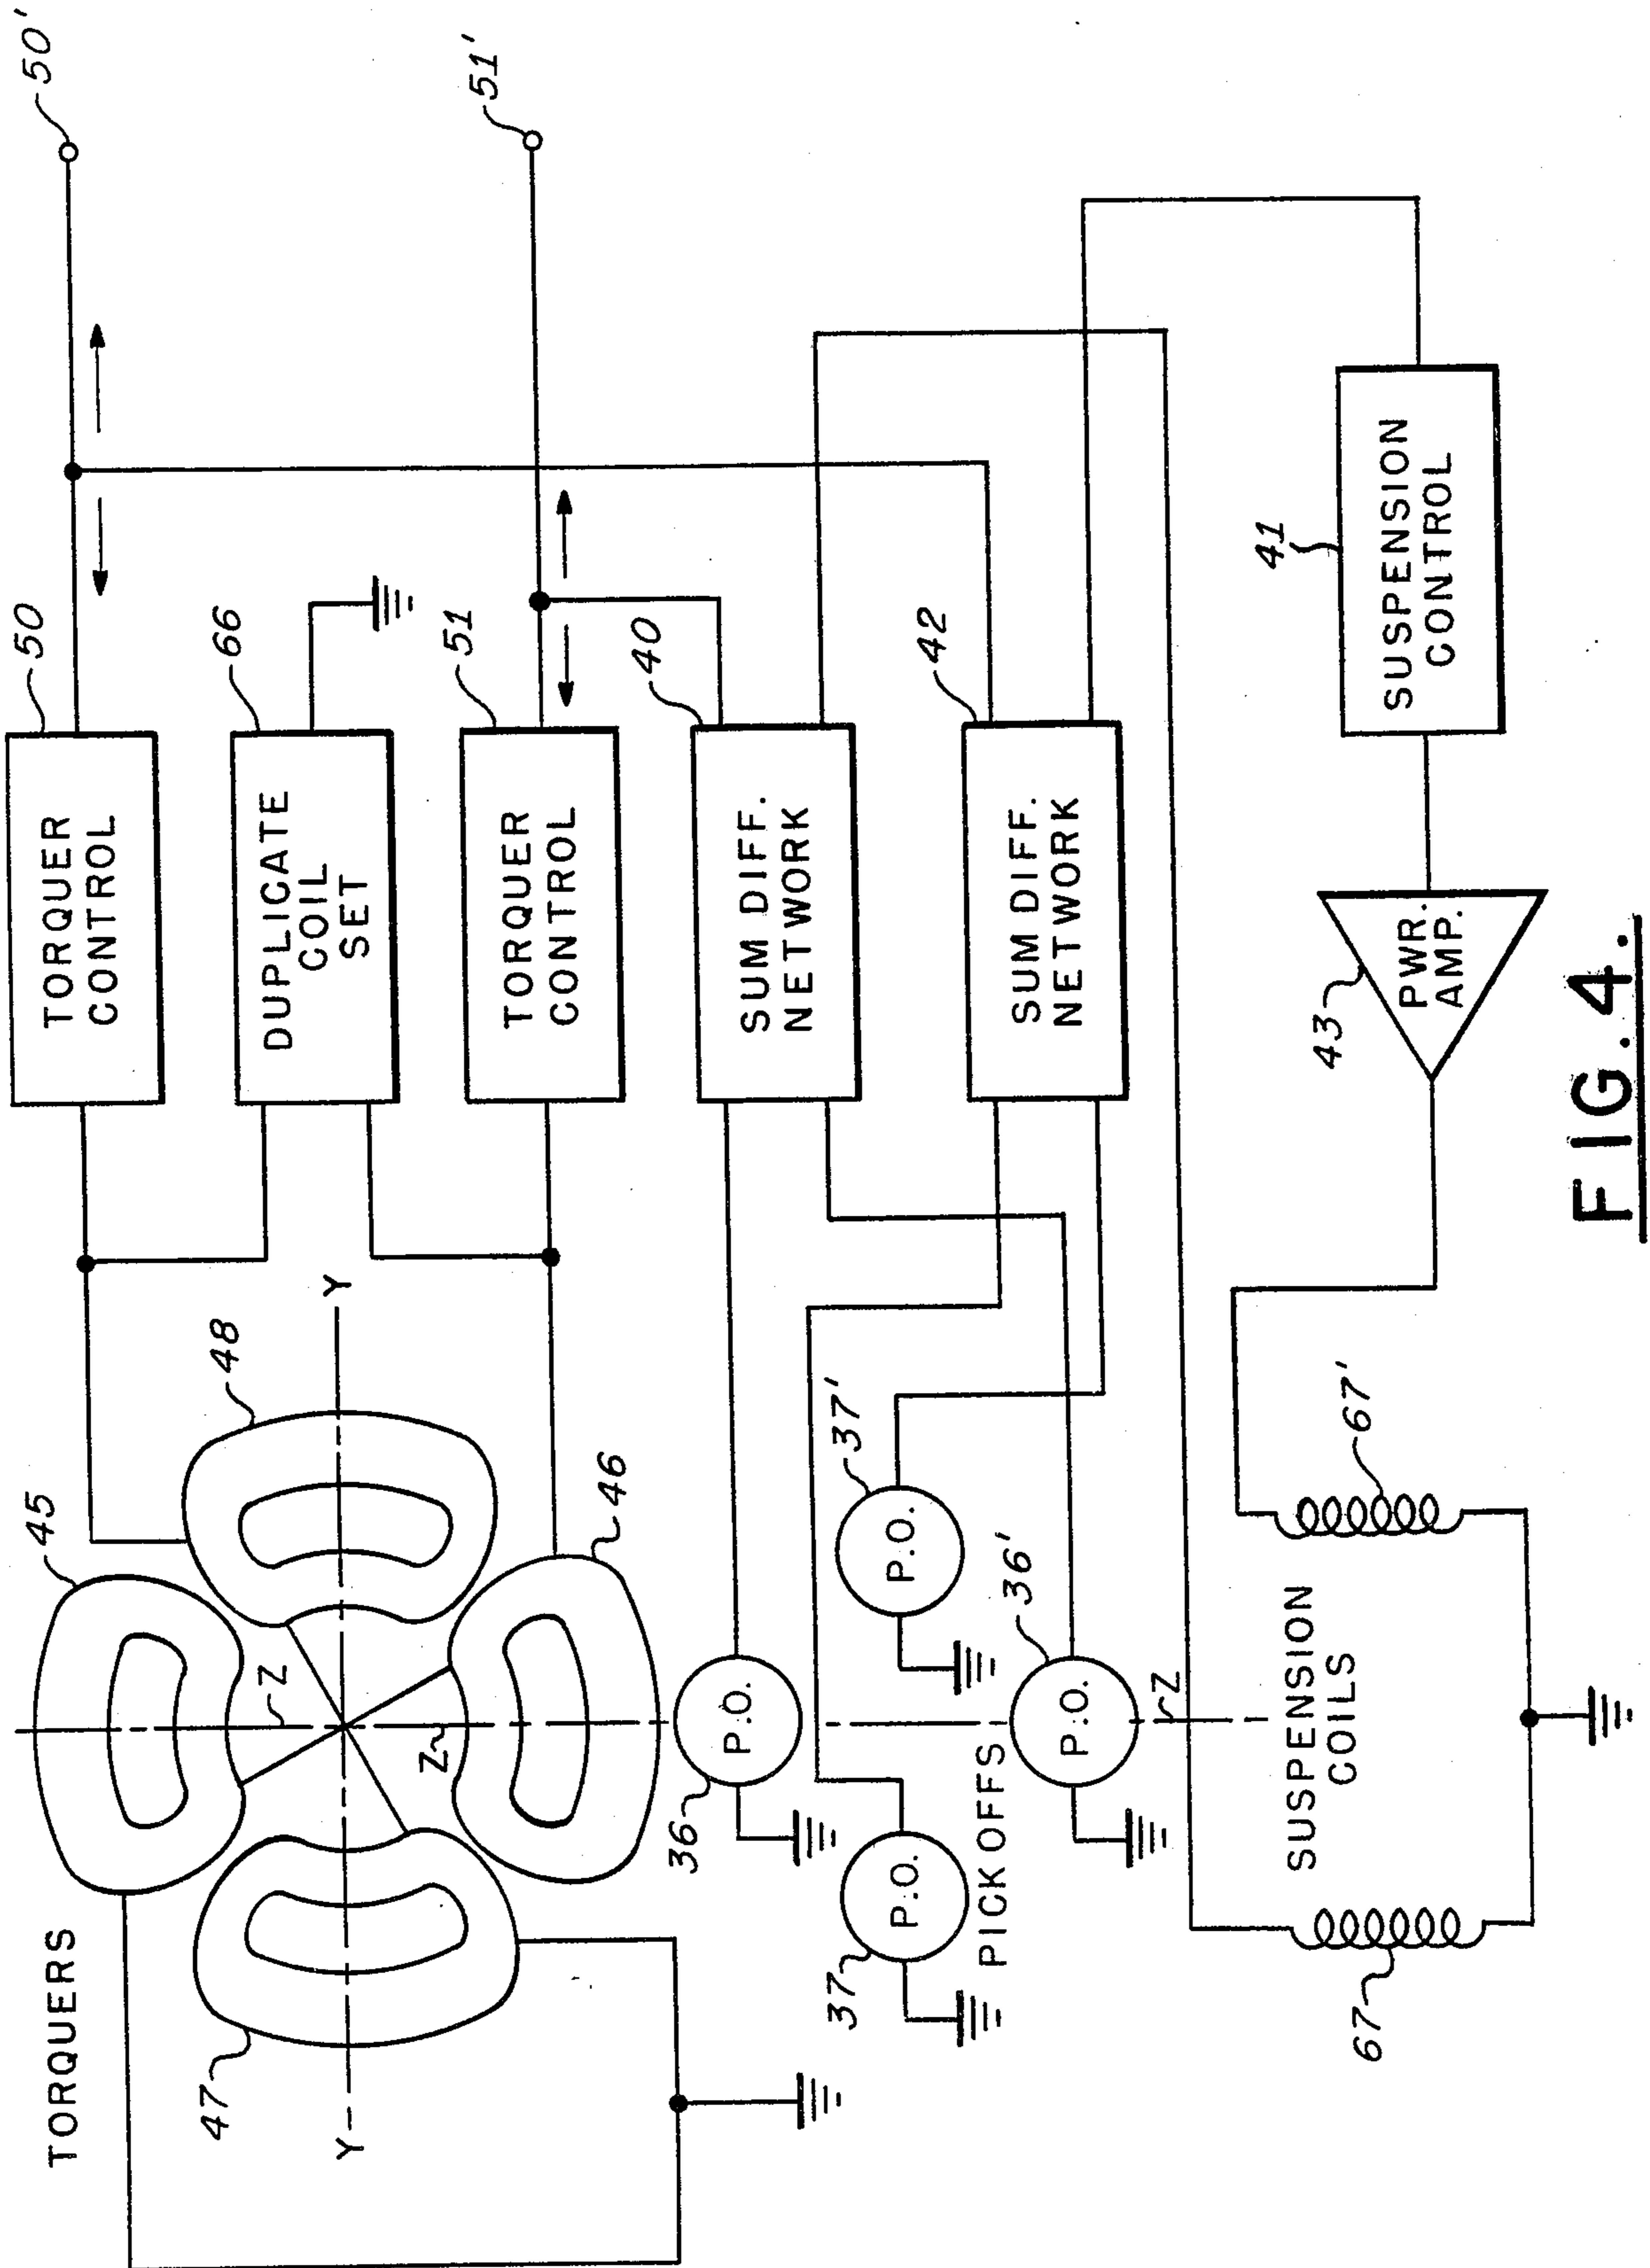 TORQUERS
45
48
47
46
Y
Y
Z
Z
TORQUER
CONTROL
50
50'
DUPLICATE
COIL
SET
66
TORQUER
CONTROL
51
51'
SUM DIFF.
NETWORK
40
SUM DIFF.
NETWORK
42
P.O.
36
P.O.
37
P.O.
37'
P.O.
36'
PICKOFFS
Z
SUSPENSION
COILS
67
67'
PWR.
AMP.
43
SUSPENSION
CONTROL
41
FIG. 4.